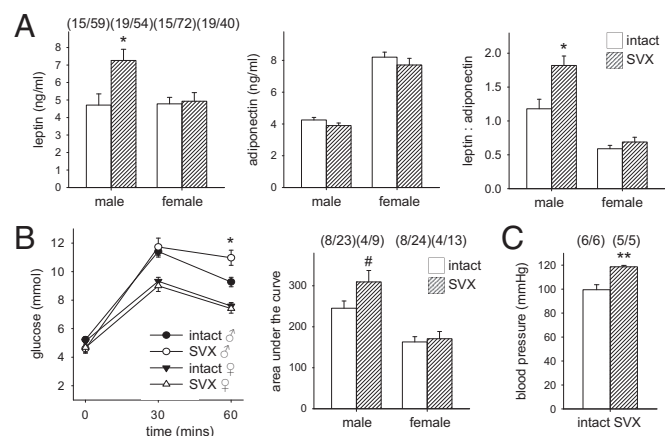 A
(15/59)(19/54)(15/72)(19/40)
leptin (ng/ml)
8
7
6
5
4
3
2
1
0
*
male female
adiponectin (ng/ml)
8
6
4
2
0
male female
leptin : adiponectin
2.0
1.5
1.0
0.5
0.0
*
intact
SVX
male female
B
glucose (mmol)
12
10
8
6
4
2
*
intact ♂
SVX ♂
intact ♀
SVX ♀
0 30 60
time (mins)
(8/23)(4/9) (8/24)(4/13)
area under the curve
300
200
100
0
#
intact
SVX
male female
C
(6/6) (5/5)
blood pressure (mmHg)
120
100
80
60
40
20
0
**
intact SVX